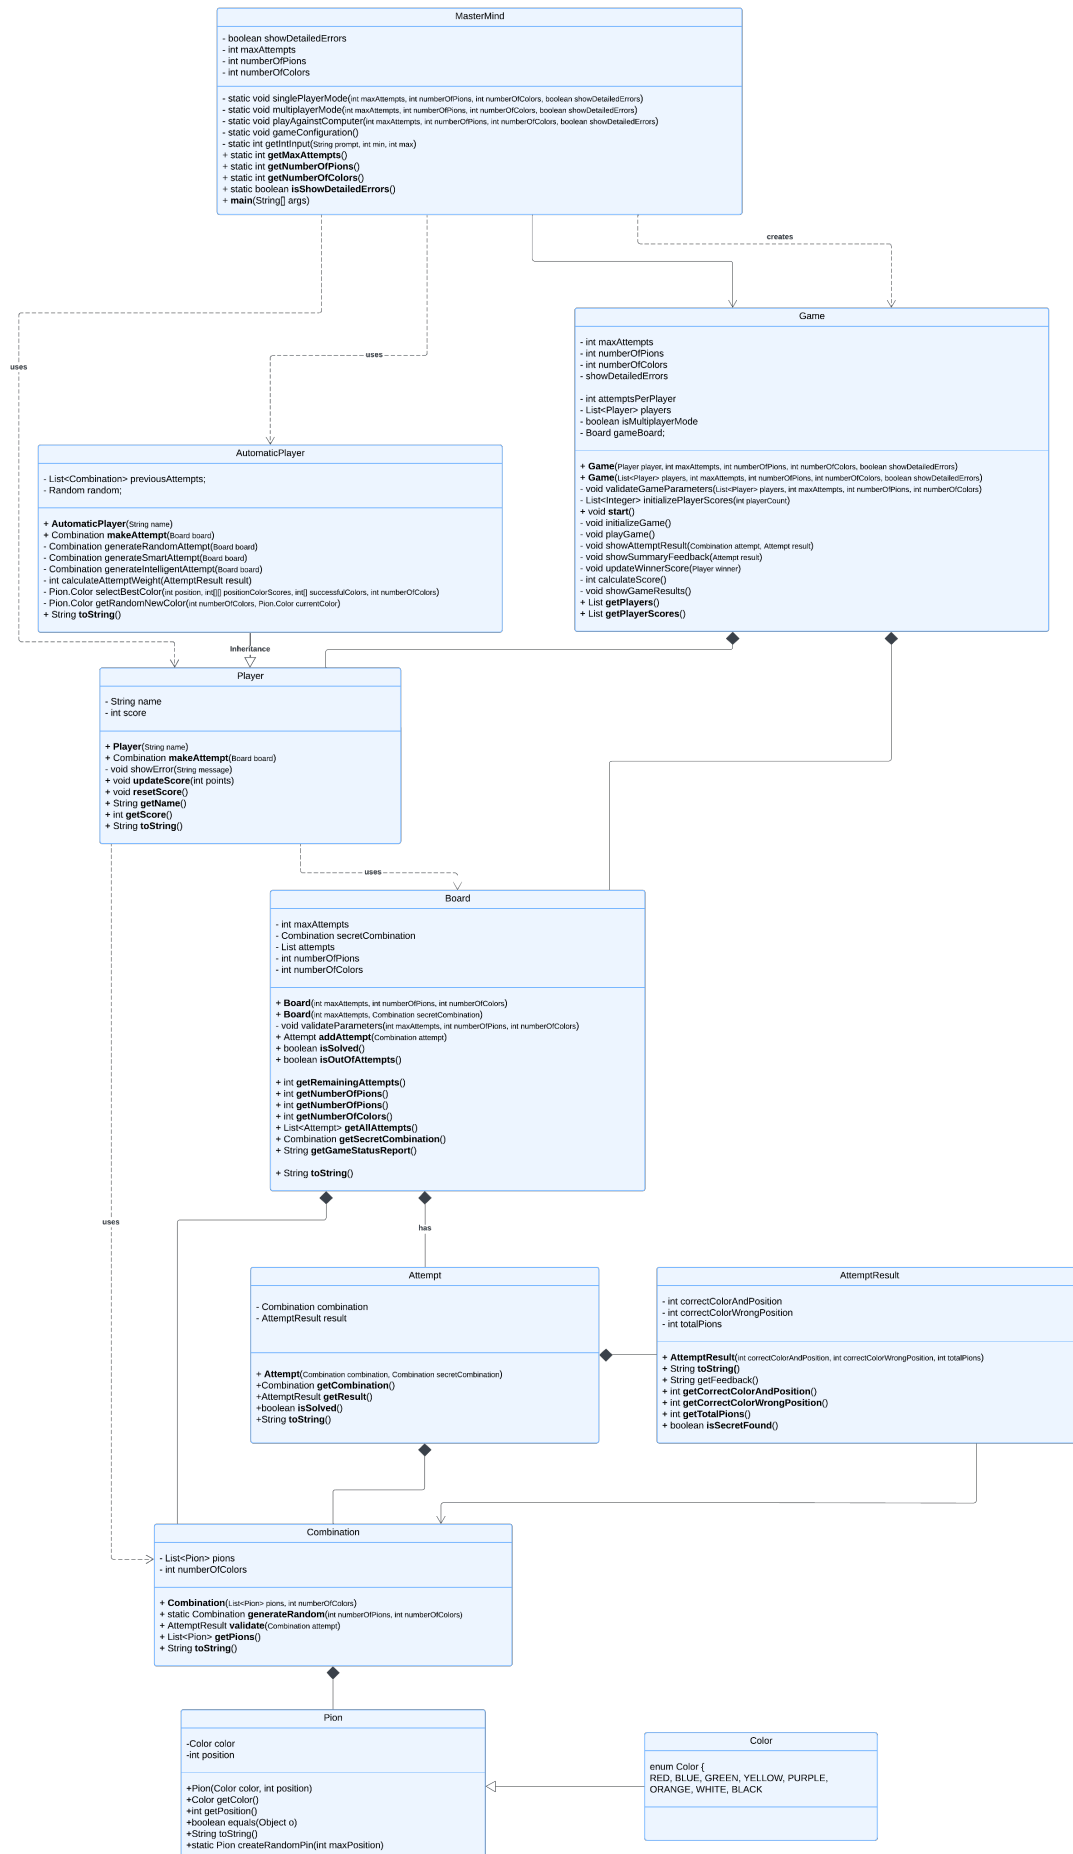 MasterMind
- boolean showDetailedErrors
- int maxAttempts
- int numberOfPions
- int numberOfColors
- static void singlePlayerMode(int maxAttempts, int numberOfPions, int numberOfColors, boolean showDetailedErrors)
- static void multiplayerMode(int maxAttempts, int numberOfPions, int numberOfColors, boolean showDetailedErrors)
- static void playAgainstComputer(int maxAttempts, int numberOfPions, int numberOfColors, boolean showDetailedErrors)
- static void gameConfiguration()
- static int getIntInput(String prompt, int min, int max)
+ static int getMaxAttempts()
+ static int getNumberOfPions()
+ static int getNumberOfColors()
+ static boolean isShowDetailedErrors()
+ main(String[] args)
creates
uses
uses
Game
- int maxAttempts
- int numberOfPions
- int numberOfColors
- showDetailedErrors
- int attemptsPerPlayer
- List<Player> players
- boolean isMultiplayerMode
- Board gameBoard;
+ Game(Player player, int maxAttempts, int numberOfPions, int numberOfColors, boolean showDetailedErrors)
+ Game(List<Player> players, int maxAttempts, int numberOfPions, int numberOfColors, boolean showDetailedErrors)
- void validateGameParameters(List<Player> players, int maxAttempts, int numberOfPions, int numberOfColors)
- List<Integer> initializePlayerScores(int playerCount)
+ void start()
- void initializeGame()
- void playGame()
- void showAttemptResult(Combination attempt, Attempt result)
- void showSummaryFeedback(Attempt result)
- void updateWinnerScore(Player winner)
- int calculateScore()
- void showGameResults()
+ List getPlayers()
+ List getPlayerScores()
AutomaticPlayer
- List<Combination> previousAttempts;
- Random random;
+ AutomaticPlayer(String name)
+ Combination makeAttempt(Board board)
- Combination generateRandomAttempt(Board board)
- Combination generateSmartAttempt(Board board)
- Combination generateIntelligentAttempt(Board board)
- int calculateAttemptWeight(AttemptResult result)
- Pion.Color selectBestColor(int position, int[][] positionColorScores, int[] successfulColors, int numberOfColors)
- Pion.Color getRandomNewColor(int numberOfColors, Pion.Color currentColor)
+ String toString()
Inheritance
Player
- String name
- int score
+ Player(String name)
+ Combination makeAttempt(Board board)
- void showError(String message)
+ void updateScore(int points)
+ void resetScore()
+ String getName()
+ int getScore()
+ String toString()
uses
Board
- int maxAttempts
- Combination secretCombination
- List attempts
- int numberOfPions
- int numberOfColors
+ Board(int maxAttempts, int numberOfPions, int numberOfColors)
+ Board(int maxAttempts, Combination secretCombination)
- void validateParameters(int maxAttempts, int numberOfPions, int numberOfColors)
+ Attempt addAttempt(Combination attempt)
+ boolean isSolved()
+ boolean isOutOfAttempts()
+ int getRemainingAttempts()
+ int getNumberOfPions()
+ int getNumberOfPions()
+ int getNumberOfColors()
+ List<Attempt> getAllAttempts()
+ Combination getSecretCombination()
+ String getGameStatusReport()
+ String toString()
uses
has
Attempt
- Combination combination
- AttemptResult result
+ Attempt(Combination combination, Combination secretCombination)
+Combination getCombination()
+AttemptResult getResult()
+boolean isSolved()
+String toString()
AttemptResult
- int correctColorAndPosition
- int correctColorWrongPosition
- int totalPions
+ AttemptResult(int correctColorAndPosition, int correctColorWrongPosition, int totalPions)
+ String toString()
+ String getFeedback()
+ int getCorrectColorAndPosition()
+ int getCorrectColorWrongPosition()
+ int getTotalPions()
+ boolean isSecretFound()
Combination
- List<Pion> pions
- int numberOfColors
+ Combination(List<Pion> pions, int numberOfColors)
+ static Combination generateRandom(int numberOfPions, int numberOfColors)
+ AttemptResult validate(Combination attempt)
+ List<Pion> getPions()
+ String toString()
Pion
-Color color
-int position
+Pion(Color color, int position)
+Color getColor()
+int getPosition()
+boolean equals(Object o)
+String toString()
+static Pion createRandomPin(int maxPosition)
Color
enum Color {
RED, BLUE, GREEN, YELLOW, PURPLE,
ORANGE, WHITE, BLACK